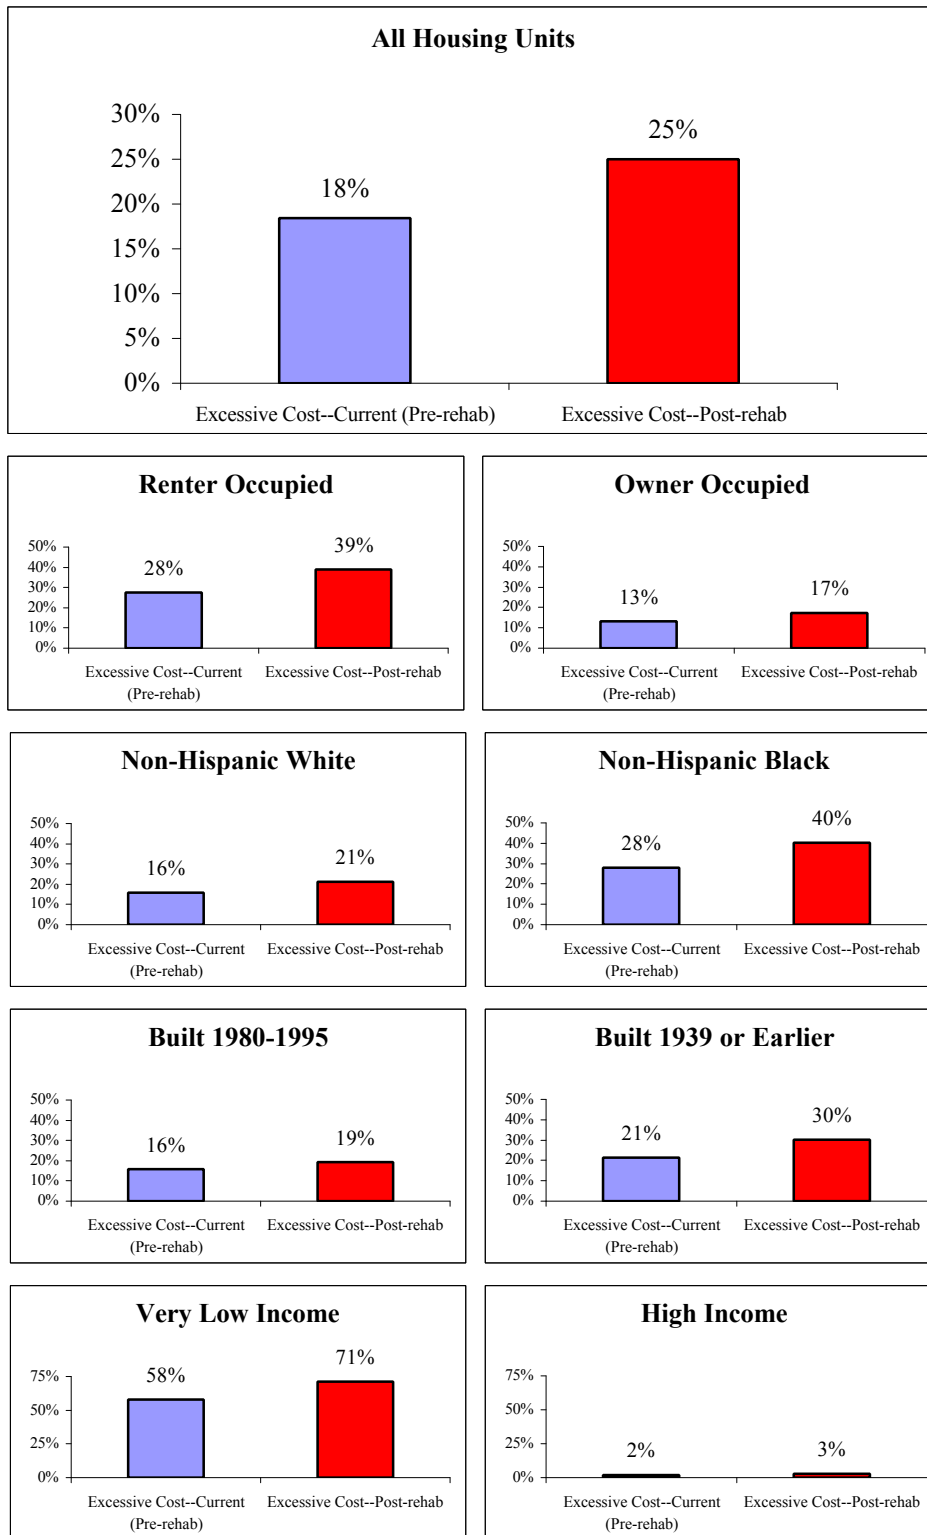 All Housing Units
30%
25%
20%
15%
10%
5%
0%
18%
25%
Excessive Cost--Current (Pre-rehab)
Excessive Cost--Post-rehab
Renter Occupied
50%
40%
30%
20%
10%
0%
28%
39%
Excessive Cost--Current
(Pre-rehab)
Excessive Cost--Post-rehab
Owner Occupied
50%
40%
30%
20%
10%
0%
13%
17%
Excessive Cost--Current
(Pre-rehab)
Excessive Cost--Post-rehab
Non-Hispanic White
50%
40%
30%
20%
10%
0%
16%
21%
Excessive Cost--Current
(Pre-rehab)
Excessive Cost--Post-rehab
Non-Hispanic Black
50%
40%
30%
20%
10%
0%
28%
40%
Excessive Cost--Current
(Pre-rehab)
Excessive Cost--Post-rehab
Built 1980-1995
50%
40%
30%
20%
10%
0%
16%
19%
Excessive Cost--Current
(Pre-rehab)
Excessive Cost--Post-rehab
Built 1939 or Earlier
50%
40%
30%
20%
10%
0%
21%
30%
Excessive Cost--Current
(Pre-rehab)
Excessive Cost--Post-rehab
Very Low Income
75%
50%
25%
0%
58%
71%
Excessive Cost--Current
(Pre-rehab)
Excessive Cost--Post-rehab
High Income
75%
50%
25%
0%
2%
3%
Excessive Cost--Current
(Pre-rehab)
Excessive Cost--Post-rehab